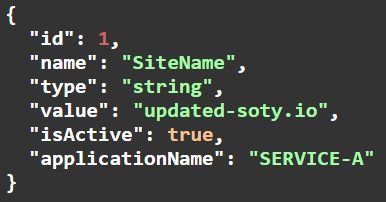 {
  "id": 1,
  "name": "SiteName",
  "type": "string",
  "value": "updated-soty.io",
  "isActive": true,
  "applicationName": "SERVICE-A"
}